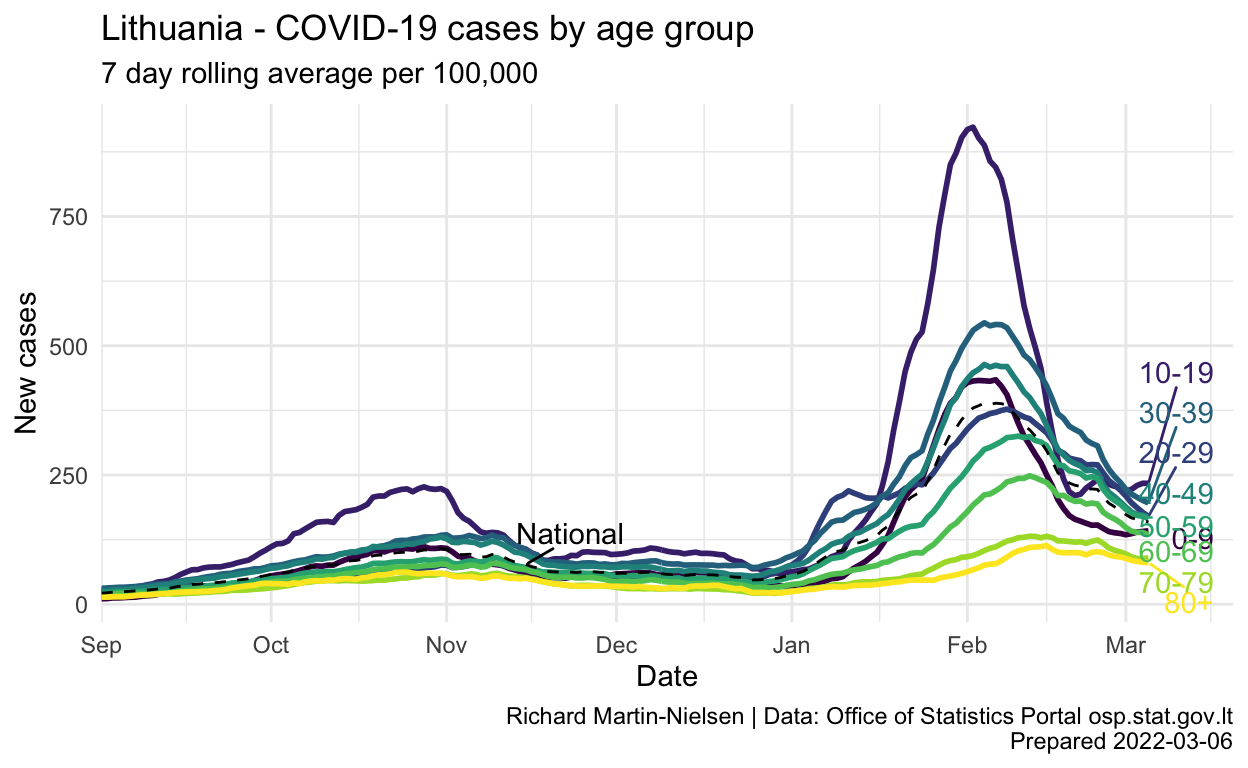 Lithuania - COVID-19 cases by age group
7 day rolling average per 100,000
New cases
750
500
250
0
National
10-19
30-39
20-29
40-49
50-59
0-9
60-69
70-79
80+
Sep Oct Nov Dec Jan Feb Mar
Date
Richard Martin-Nielsen | Data: Office of Statistics Portal osp.stat.gov.lt
Prepared 2022-03-06